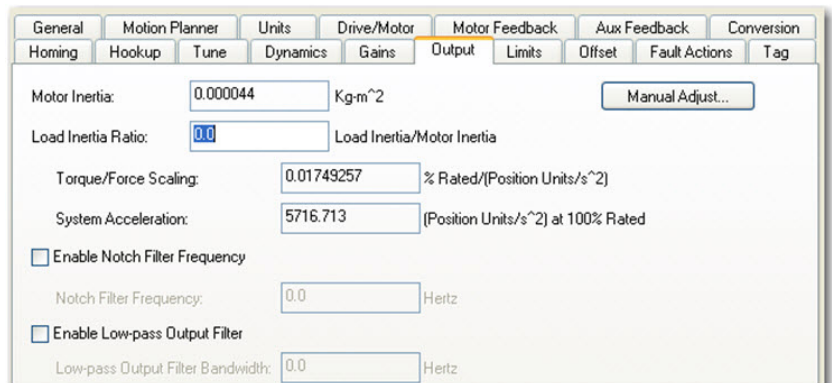 General Motion Planner Units Drive/Motor Motor Feedback Aux Feedback Conversion
Homing Hookup Tune Dynamics Gains Output Limits Offset Fault Actions Tag
Motor Inertia: 0.000044 Kg-m^2 Manual Adjust...
Load Inertia Ratio: 0.0 Load Inertia/Motor Inertia
Torque/Force Scaling: 0.01749257 % Rated/(Position Units/s^2)
System Acceleration: 5716.713 (Position Units/s^2) at 100% Rated
Enable Notch Filter Frequency
Notch Filter Frequency: 0.0 Hertz
Enable Low-pass Output Filter
Low-pass Output Filter Bandwidth: 0.0 Hertz